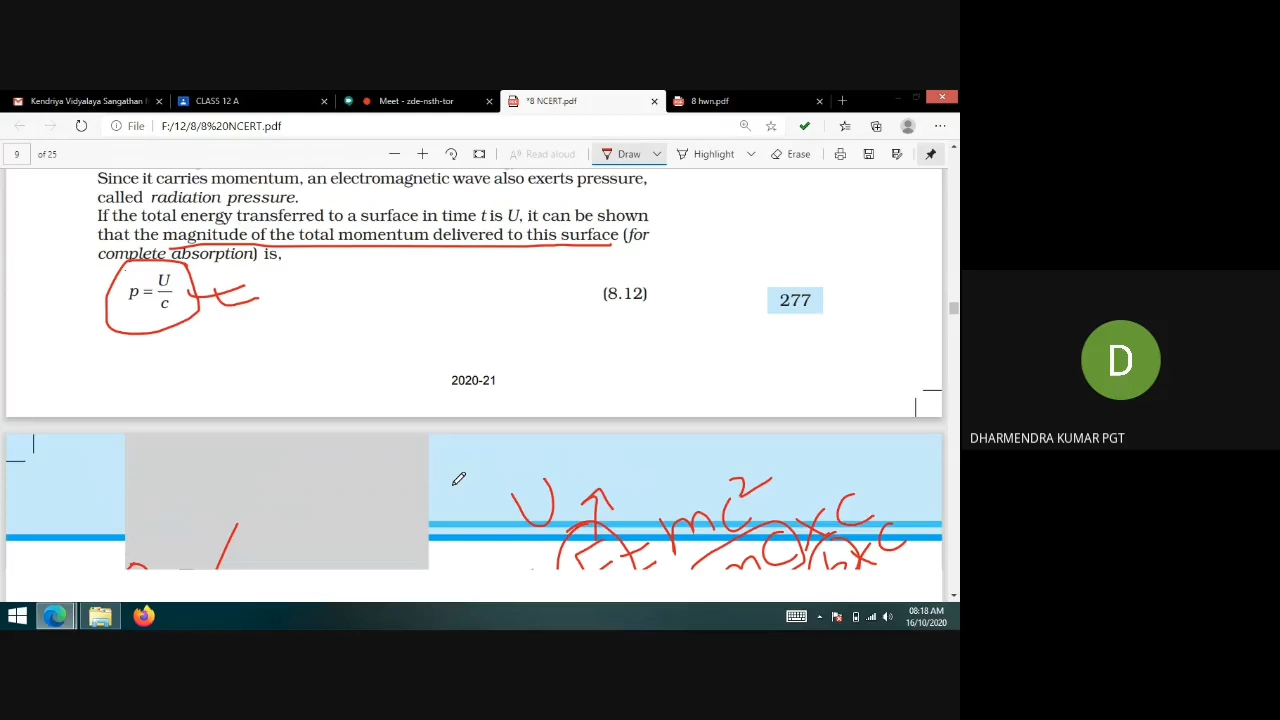 Kendriya Vidyalaya Sangathan
CLASS 12 A
Meet - zde-nsth-tor
*8 NCERT.pdf
8 hwn.pdf
File
F:/12/8/8%20NCERT.pdf
9
of 25
Read aloud
Draw
Highlight
Erase
Since it carries momentum, an electromagnetic wave also exerts pressure,
called radiation pressure.
If the total energy transferred to a surface in time t is U, it can be shown
that the magnitude of the total momentum delivered to this surface (for
complete absorption) is,
p = U/c
(8.12)
277
2020-21
U
mc²
mc × c
× c
D
DHARMENDRA KUMAR PGT
08:18 AM
16/10/2020